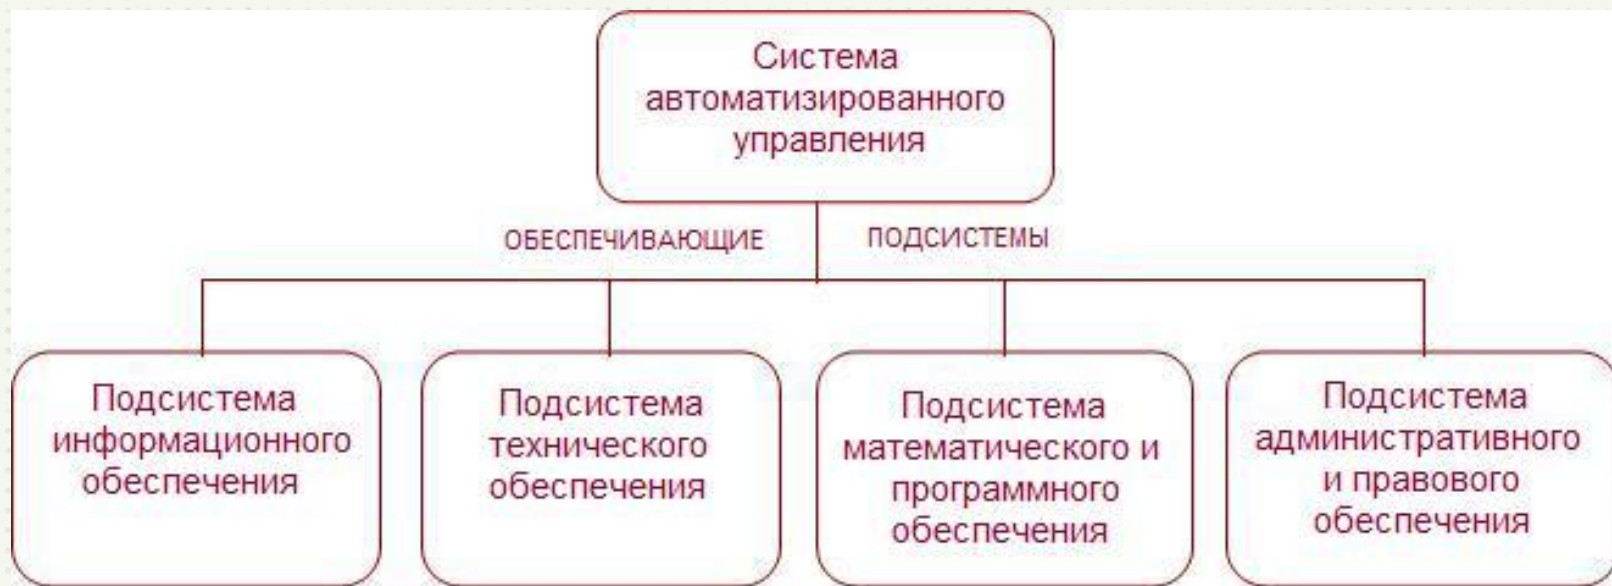 Система
автоматизированного
управления
ОБЕСПЕЧИВАЮЩИЕ ПОДСИСТЕМЫ
Подсистема
информационного
обеспечения
Подсистема
технического
обеспечения
Подсистема
математического и
программного
обеспечения
Подсистема
административного
и правового
обеспечения